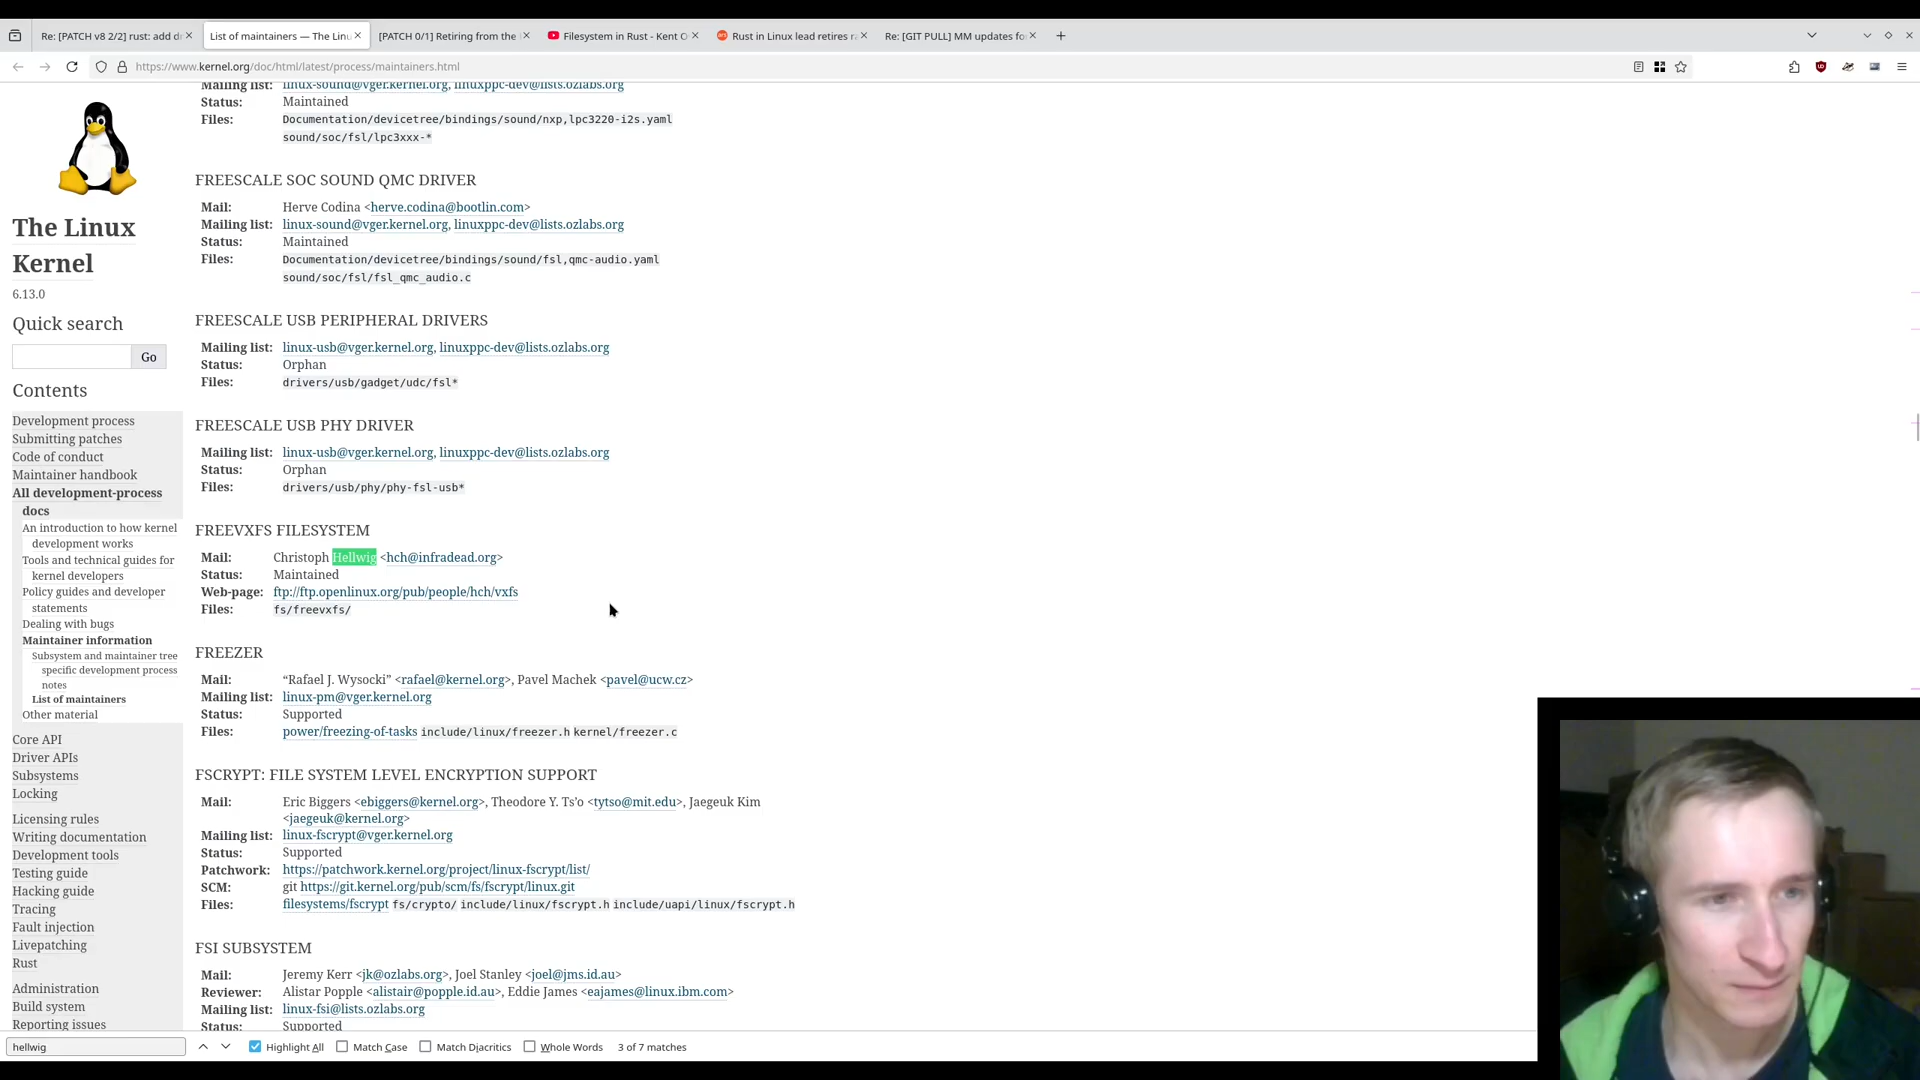 Re: [PATCH v8 2/2] rust: add d
List of maintainers — The Linu
[PATCH 0/1] Retiring from the
Filesystem in Rust - Kent O
Rust in Linux lead retires r
Re: [GIT PULL] MM updates fo
https://www.kernel.org/doc/html/latest/process/maintainers.html
The Linux
Kernel
6.13.0
Quick search
Go
Contents
Development process
Submitting patches
Code of conduct
Maintainer handbook
All development-process
docs
An introduction to how kernel
development works
Tools and technical guides for
kernel developers
Policy guides and developer
statements
Dealing with bugs
Maintainer information
Subsystem and maintainer tree
specific development process
notes
List of maintainers
Other material
Core API
Driver APIs
Subsystems
Locking
Licensing rules
Writing documentation
Development tools
Testing guide
Hacking guide
Tracing
Fault injection
Livepatching
Rust
Administration
Build system
Reporting issues
Mailing list: linux-sound@vger.kernel.org, linuxppc-dev@lists.ozlabs.org
Status: Maintained
Files: Documentation/devicetree/bindings/sound/nxp,lpc3220-i2s.yaml
sound/soc/fsl/lpc3xxx-*
FREESCALE SOC SOUND QMC DRIVER
Mail: Herve Codina <herve.codina@bootlin.com>
Mailing list: linux-sound@vger.kernel.org, linuxppc-dev@lists.ozlabs.org
Status: Maintained
Files: Documentation/devicetree/bindings/sound/fsl,qmc-audio.yaml
sound/soc/fsl/fsl_qmc_audio.c
FREESCALE USB PERIPHERAL DRIVERS
Mailing list: linux-usb@vger.kernel.org, linuxppc-dev@lists.ozlabs.org
Status: Orphan
Files: drivers/usb/gadget/udc/fsl*
FREESCALE USB PHY DRIVER
Mailing list: linux-usb@vger.kernel.org, linuxppc-dev@lists.ozlabs.org
Status: Orphan
Files: drivers/usb/phy/phy-fsl-usb*
FREEVXFS FILESYSTEM
Mail: Christoph Hellwig <hch@infradead.org>
Status: Maintained
Web-page: ftp://ftp.openlinux.org/pub/people/hch/vxfs
Files: fs/freevxfs/
FREEZER
Mail: “Rafael J. Wysocki” <rafael@kernel.org>, Pavel Machek <pavel@ucw.cz>
Mailing list: linux-pm@vger.kernel.org
Status: Supported
Files: power/freezing-of-tasks include/linux/freezer.h kernel/freezer.c
FSCRYPT: FILE SYSTEM LEVEL ENCRYPTION SUPPORT
Mail: Eric Biggers <ebiggers@kernel.org>, Theodore Y. Ts’o <tytso@mit.edu>, Jaegeuk Kim
<jaegeuk@kernel.org>
Mailing list: linux-fscrypt@vger.kernel.org
Status: Supported
Patchwork: https://patchwork.kernel.org/project/linux-fscrypt/list/
SCM: git https://git.kernel.org/pub/scm/fs/fscrypt/linux.git
Files: filesystems/fscrypt fs/crypto/ include/linux/fscrypt.h include/uapi/linux/fscrypt.h
FSI SUBSYSTEM
Mail: Jeremy Kerr <jk@ozlabs.org>, Joel Stanley <joel@jms.id.au>
Reviewer: Alistar Popple <alistair@popple.id.au>, Eddie James <eajames@linux.ibm.com>
Mailing list: linux-fsi@lists.ozlabs.org
Status: Supported
hellwig
Highlight All
Match Case
Match Diacritics
Whole Words
3 of 7 matches